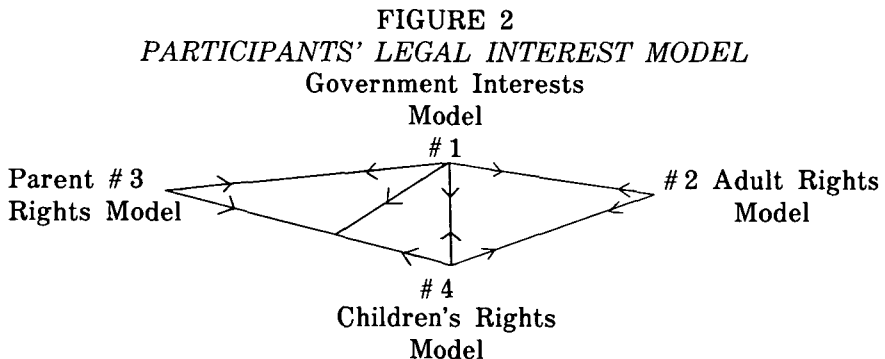 FIGURE 2
PARTICIPANTS' LEGAL INTEREST MODEL
Government Interests
Model
#1
Parent #3
Rights Model
#2 Adult Rights
Model
#4
Children's Rights
Model